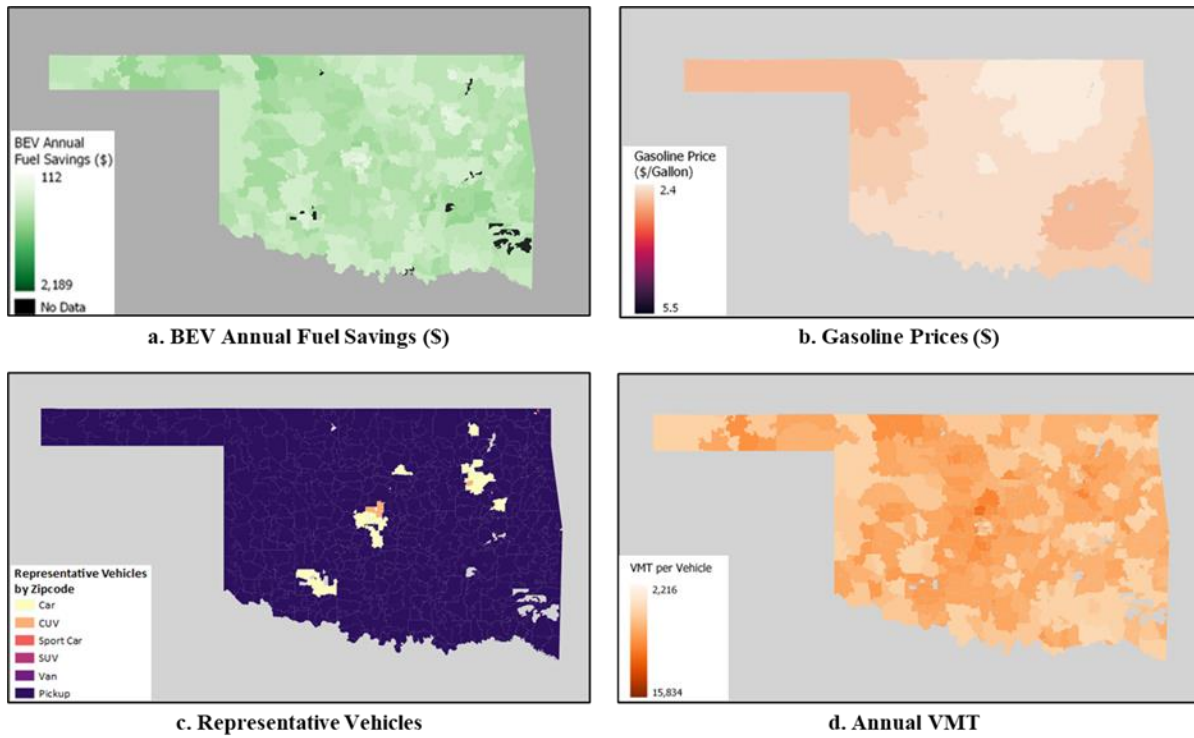 BEV Annual
Fuel Savings ($)
112
2,189
No Data
a. BEV Annual Fuel Savings ($)
Gasoline Price
($/Gallon)
2.4
5.5
b. Gasoline Prices ($)
Representative Vehicles
by Zipcode
Car
CUV
Sport Car
SUV
Van
Pickup
c. Representative Vehicles
VMT per Vehicle
2,216
15,834
d. Annual VMT